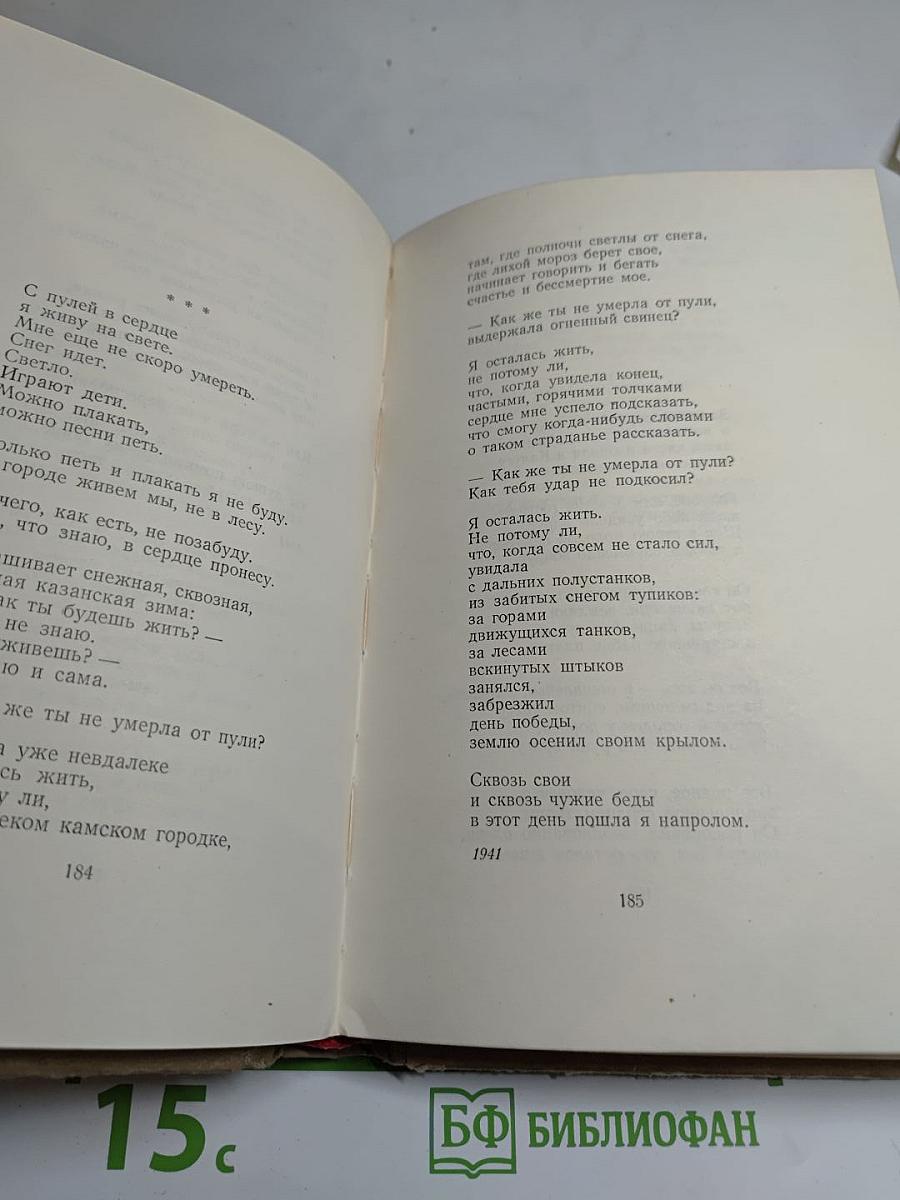 * * *
С пулей в сердце
я живу на свете.
Мне еще не скоро умереть.
Снег идет.
Светло.
Играют дети.
Можно плакать,
можно песни петь.
олько петь и плакать я не буду.
городе живем мы, не в лесу.
чего, как есть, не позабуду.
, что знаю, в сердце пронесу.
ашивает снежная, сквозная,
ная казанская зима:
ак ты будешь жить? —
не знаю.
живешь? —
ю и сама.
же ты не умерла от пули?
а уже невдалеке
сь жить,
у ли,
еком камском городке,
184
там, где полночи светлы от снега,
где лихой мороз берет свое,
начинает говорить и бегать
счастье и бессмертие мое.
— Как же ты не умерла от пули,
выдержала огненный свинец?
Я осталась жить,
не потому ли,
что, когда увидела конец,
частыми, горячими толчками
сердце мне успело подсказать,
что смогу когда-нибудь словами
о таком страданье рассказать.
— Как же ты не умерла от пули?
Как тебя удар не подкосил?
Я осталась жить.
Не потому ли,
что, когда совсем не стало сил,
увидала
с дальних полустанков,
из забитых снегом тупиков:
за горами
движущихся танков,
за лесами
вскинутых штыков
занялся,
забрезжил
день победы,
землю осенил своим крылом.
Сквозь свои
и сквозь чужие беды
в этот день пошла я напролом.
1941
185
15 с
БФ БИБЛИОФАН